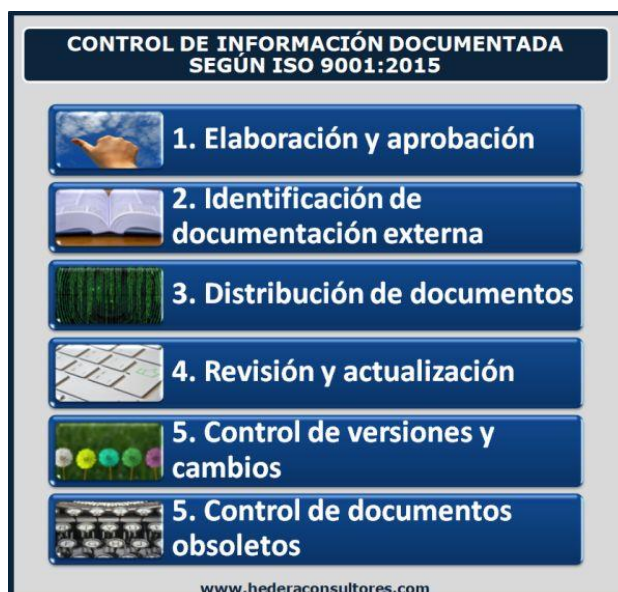 CONTROL DE INFORMACIÓN DOCUMENTADA
SEGÚN ISO 9001:2015
1. Elaboración y aprobación
2. Identificación de
documentación externa
3. Distribución de documentos
4. Revisión y actualización
5. Control de versiones y
cambios
5. Control de documentos
obsoletos
www.hederaconsultores.com